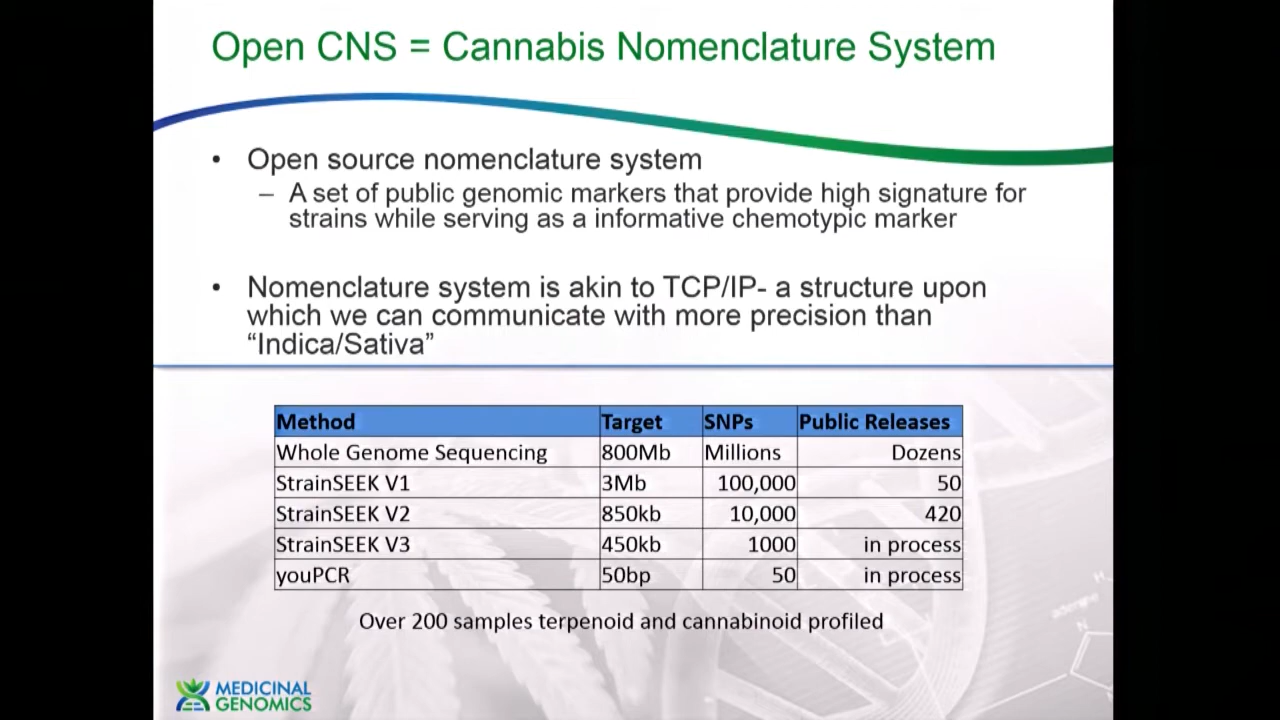 Open CNS = Cannabis Nomenclature System
• Open source nomenclature system
– A set of public genomic markers that provide high signature for
strains while serving as a informative chemotypic marker
• Nomenclature system is akin to TCP/IP- a structure upon
which we can communicate with more precision than
“Indica/Sativa”
Method Target SNPs Public Releases
Whole Genome Sequencing 800Mb Millions Dozens
StrainSEEK V1 3Mb 100,000 50
StrainSEEK V2 850kb 10,000 420
StrainSEEK V3 450kb 1000 in process
youPCR 50bp 50 in process
Over 200 samples terpenoid and cannabinoid profiled
MEDICINAL
GENOMICS